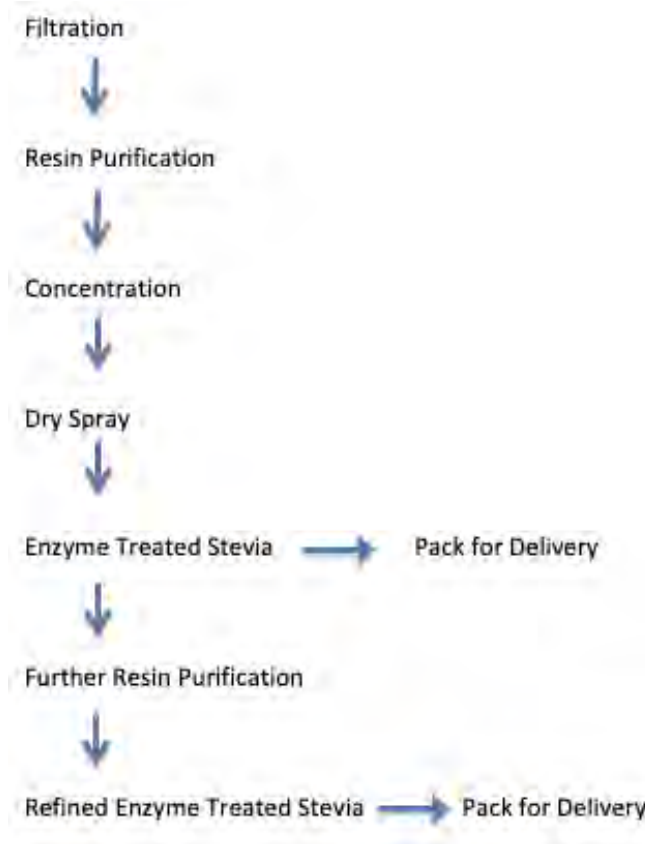 Filtration
Resin Purification
Concentration
Dry Spray
Enzyme Treated Stevia Pack for Delivery
Further Resin Purification
Refined Enzyme Treated Stevia Pack for Delivery